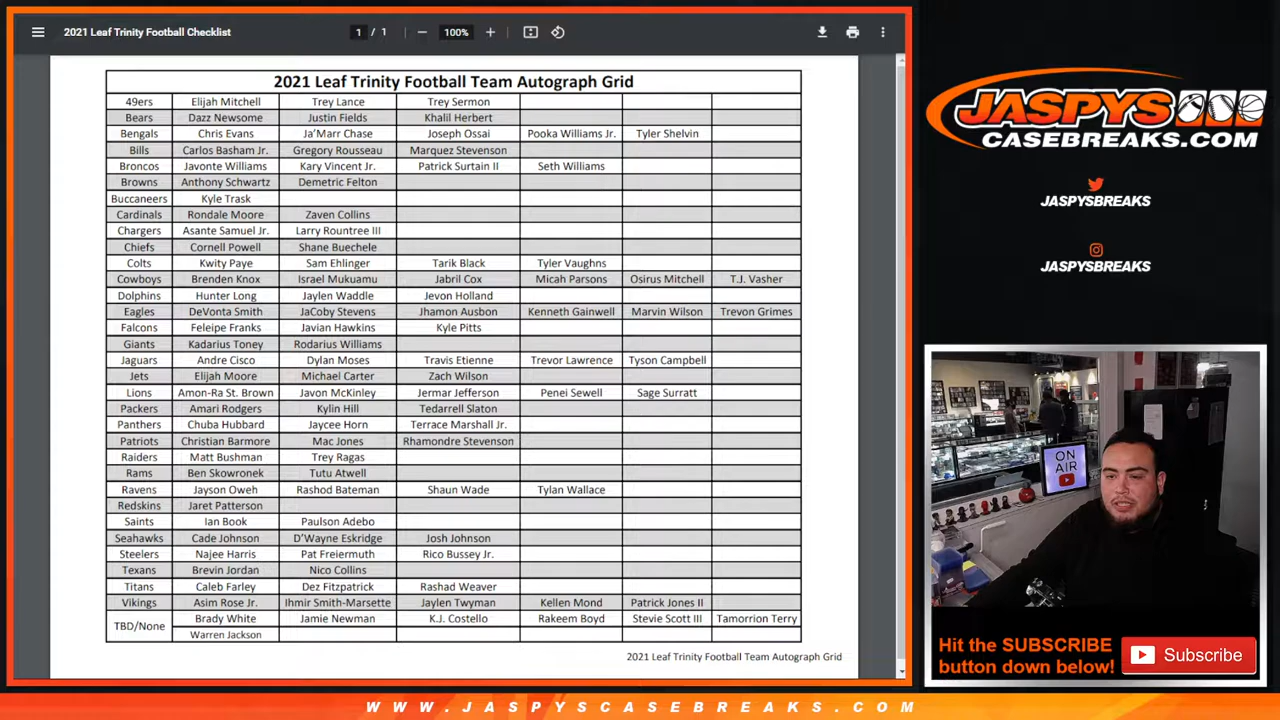 2021 Leaf Trinity Football Checklist 1 / 1 100%
2021 Leaf Trinity Football Team Autograph Grid
49ers Elijah Mitchell Trey Lance Trey Sermon
Bears Dazz Newsome Justin Fields Khalil Herbert
Bengals Chris Evans Ja'Marr Chase Joseph Ossai Pooka Williams Jr. Tyler Shelvin
Bills Carlos Basham Jr. Gregory Rousseau Marquez Stevenson
Broncos Javonte Williams Kary Vincent Jr. Patrick Surtain II Seth Williams
Browns Anthony Schwartz Demetric Felton
Buccaneers Kyle Trask
Cardinals Rondale Moore Zaven Collins
Chargers Asante Samuel Jr. Larry Rountree III
Chiefs Cornell Powell Shane Buechele
Colts Kwity Paye Sam Ehlinger Tarik Black Tyler Vaughns
Cowboys Brenden Knox Israel Mukuamu Jabril Cox Micah Parsons Osirus Mitchell T.J. Vasher
Dolphins Hunter Long Jaylen Waddle Jevon Holland
Eagles DeVonta Smith JaCoby Stevens Jhamon Ausbon Kenneth Gainwell Marvin Wilson Trevon Grimes
Falcons Feleipe Franks Javian Hawkins Kyle Pitts
Giants Kadarius Toney Rodarius Williams
Jaguars Andre Cisco Dylan Moses Travis Etienne Trevor Lawrence Tyson Campbell
Jets Elijah Moore Michael Carter Zach Wilson
Lions Amon-Ra St. Brown Javon McKinley Jermar Jefferson Penei Sewell Sage Surratt
Packers Amari Rodgers Kylin Hill Tedarrell Slaton
Panthers Chuba Hubbard Jaycee Horn Terrace Marshall Jr.
Patriots Christian Barmore Mac Jones Rhamondre Stevenson
Raiders Matt Bushman Trey Ragas
Rams Ben Skowronek Tutu Atwell
Ravens Jayson Oweh Rashod Bateman Shaun Wade Tylan Wallace
Redskins Jaret Patterson
Saints Ian Book Paulson Adebo
Seahawks Cade Johnson D'Wayne Eskridge Josh Johnson
Steelers Najee Harris Pat Freiermuth Rico Bussey Jr.
Texans Brevin Jordan Nico Collins
Titans Caleb Farley Dez Fitzpatrick Rashad Weaver
Vikings Asim Rose Jr. Ihmir Smith-Marsette Jaylen Twyman Kellen Mond Patrick Jones II
TBD/None Brady White Jamie Newman K.J. Costello Rakeem Boyd Stevie Scott III Tamorrion Terry
Warren Jackson
2021 Leaf Trinity Football Team Autograph Grid
JASPYS
CASEBREAKS.COM
JASPYSBREAKS
JASPYSBREAKS
ON
AIR
Hit the SUBSCRIBE
button down below!
Subscribe
WWW.JASPYSCASEBREAKS.COM